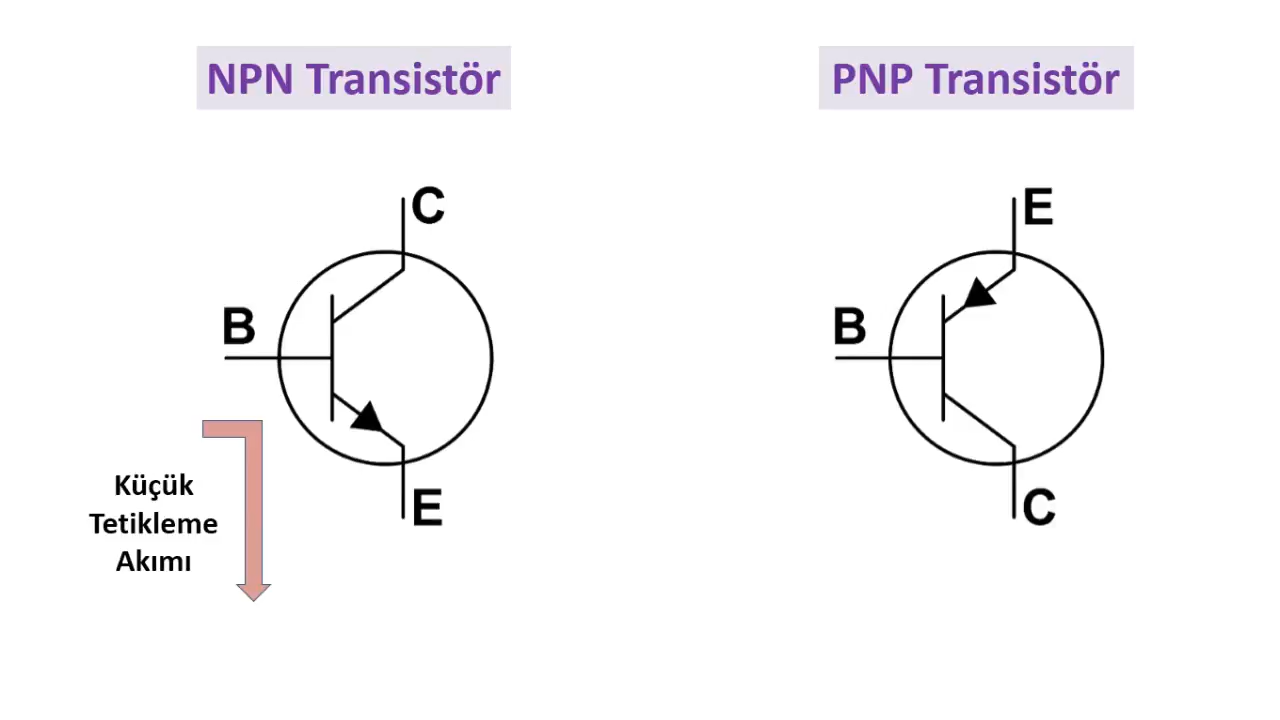 NPN Transistör
PNP Transistör
C
B
E
E
B
C
Küçük
Tetikleme
Akımı